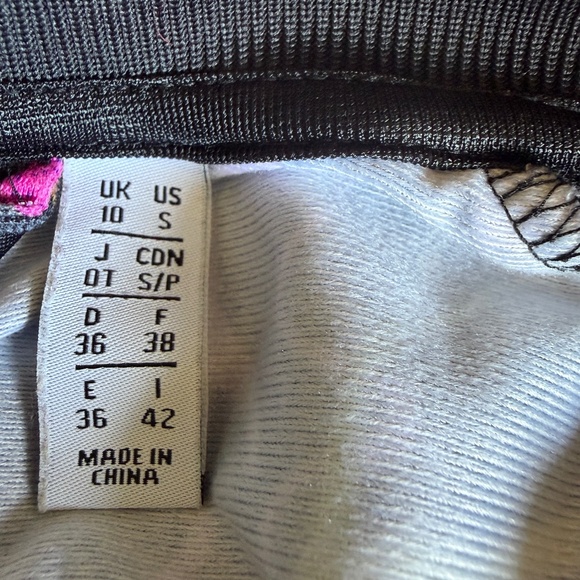 UK US
10 S
J CDN
OT S/P
D F
36 38
E I
36 42
MADE IN
CHINA